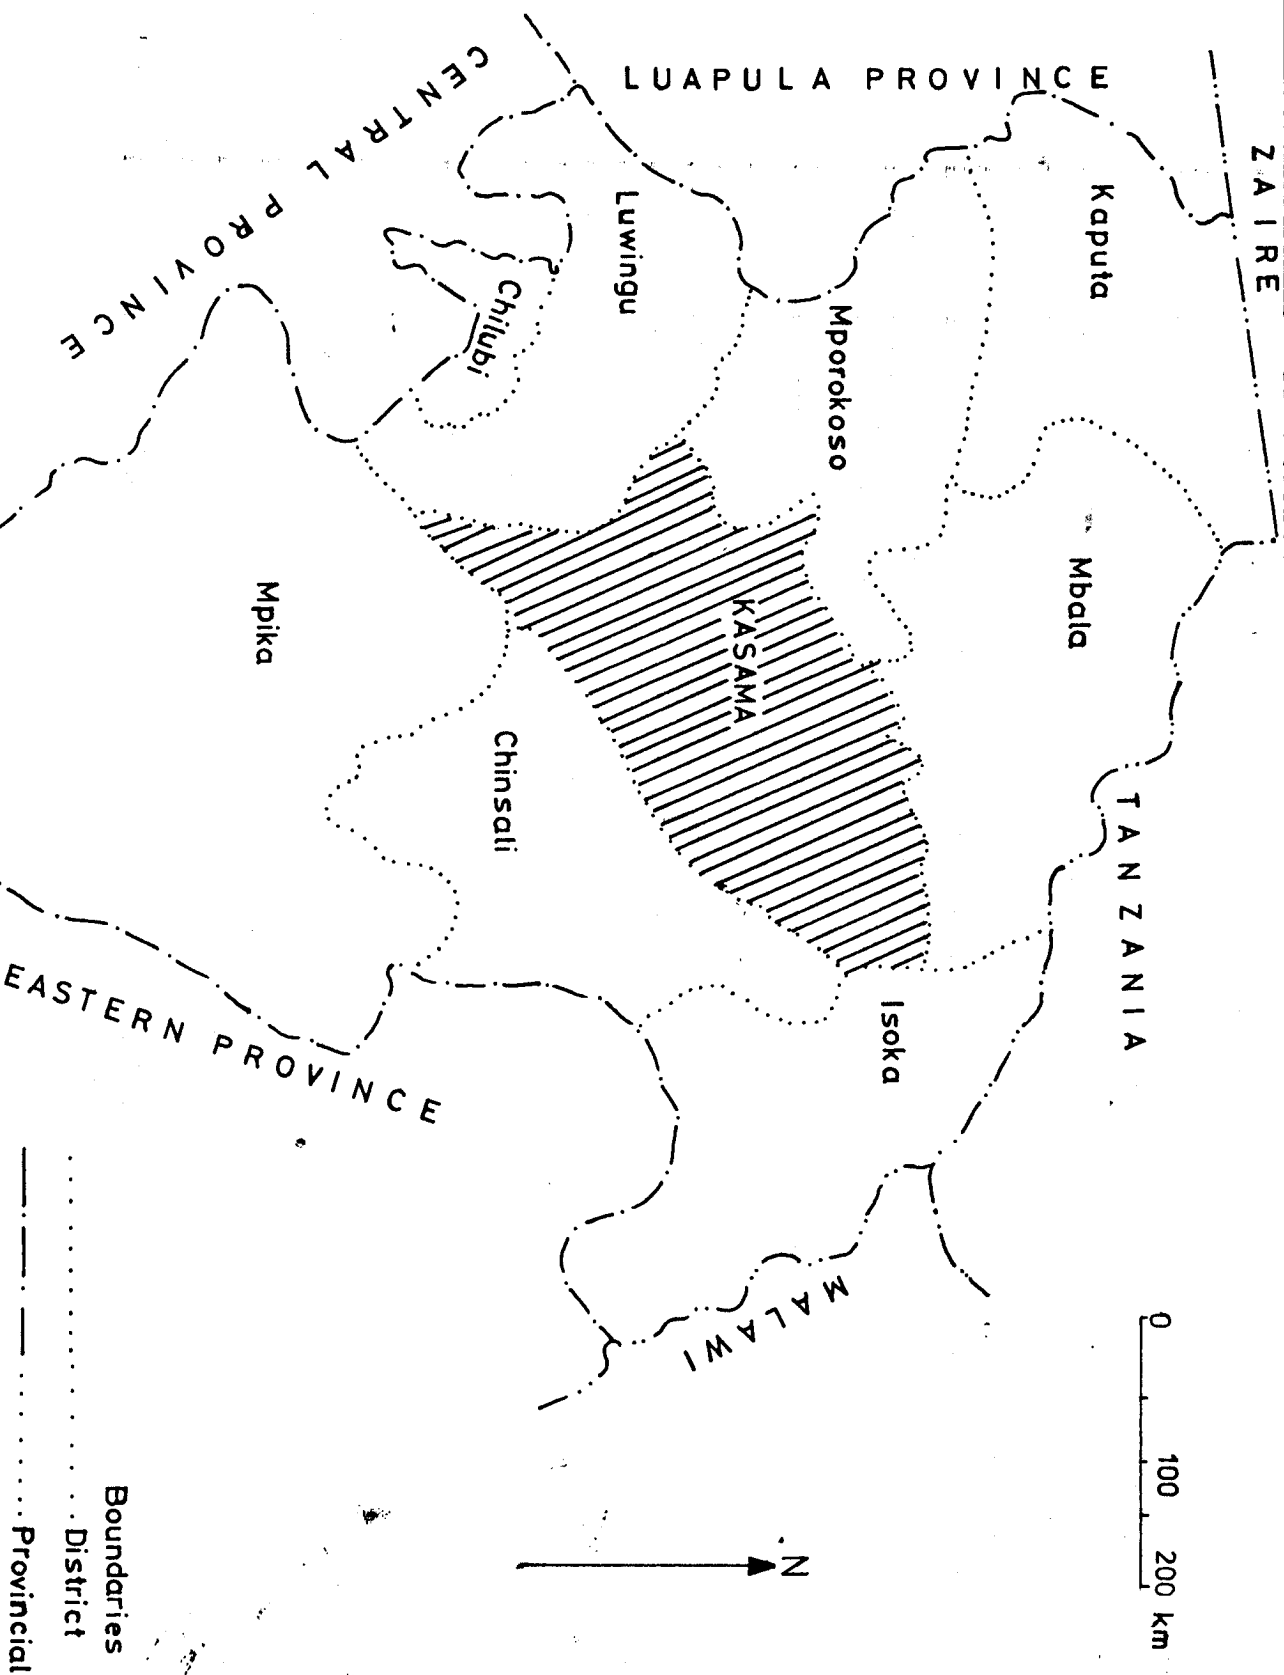 ZAIRE
LUAPULA PROVINCE
TANZANIA
CENTRAL PROVINCE
EASTERN PROVINCE
MALAWI
Kaputa
Mporokoso
Mbala
Luwingu
Chilubi
KASAMA
Isoka
Chinsali
Mpika
0 100 200 km
N
Boundaries
District
Provincial